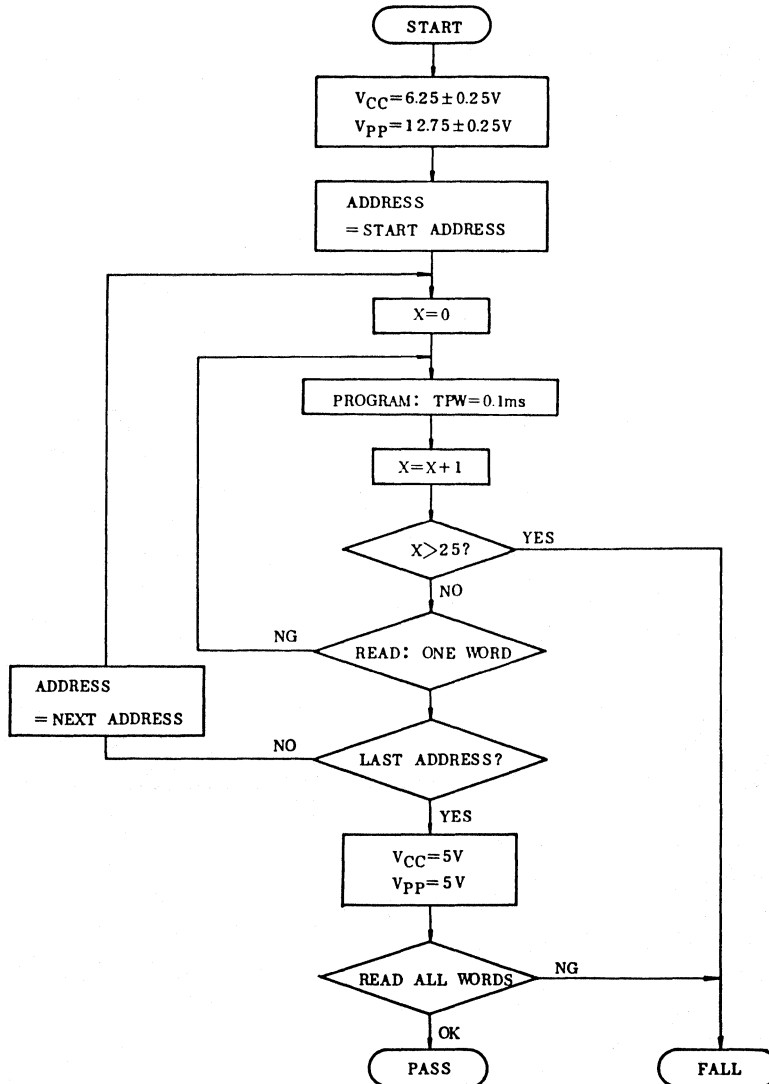 START
VCC=6.25±0.25V
VPP=12.75±0.25V
ADDRESS
=START ADDRESS
X=0
PROGRAM: TPW=0.1ms
X=X+1
X>25?
YES
NO
READ: ONE WORD
NG
ADDRESS
=NEXT ADDRESS
LAST ADDRESS?
NO
YES
VCC=5V
VPP=5V
READ ALL WORDS
NG
OK
PASS
FALL